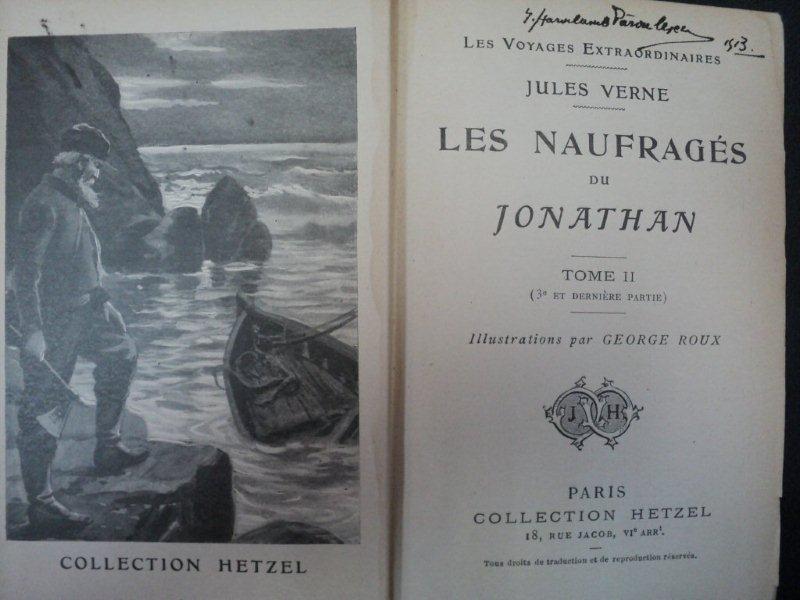 COLLECTION HETZEL
1913.
LES VOYAGES EXTRAORDINAIRES
JULES VERNE
LES NAUFRAGÉS
DU
JONATHAN
TOME II
(3e ET DERNIÈRE PARTIE)
Illustrations par GEORGE ROUX
J H
PARIS
COLLECTION HETZEL
18, RUE JACOB, VIe ARRt.
Tous droits de traduction et de reproduction réservés.